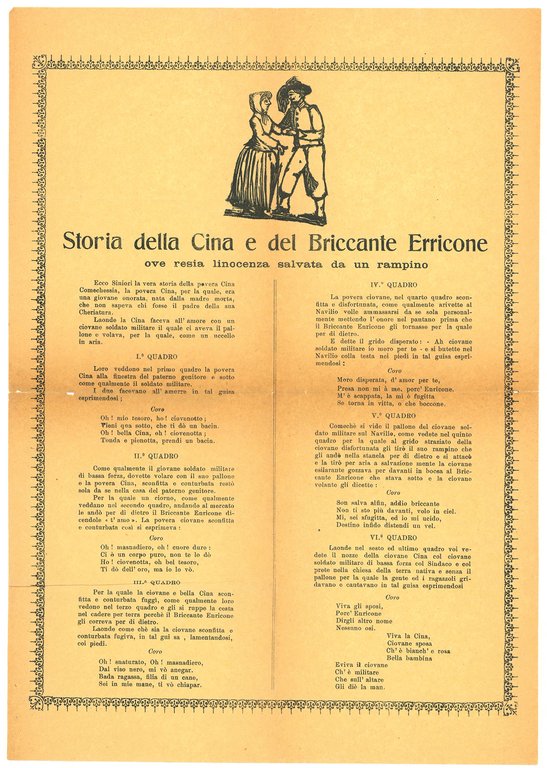 Storia della Cina e del Briccante Erricone
ove resia linocenza salvata da un rampino
Ecco Siniori la vera storia della povera Cina
Comechessia, la povera Cina, per la quale, era
una giovane onorata, nata dalla madre morta,
che non sapeva chi fosse il padre della sua
Cheriatura.
Laonde la Cina faceva all' amore con un
ciovane soldato militare il quale ci aveva il pal-
lone e volava, per la quale, come un uccello
in aria.
I.º QUADRO
Loro veddono nel primo quadro la povera
Cina alla finestra del paterno genitore e sotto
come qualmente il soldato militare.
I due facevano all'amorre in tal guisa
esprimendosi;
Coro
Oh! mio tesoro, ho! ciovenotto;
Vieni qua sotto, che ti dò un bacin.
Oh! bella Cina, oh! ciovenotta;
Tonda e pienotta, prendi un bacin.
II.º QUADRO
Come qualmente il giovane soldato militare
di bassa forza, dovette volare con il suo pallone
e la povera Cina, sconfitta e conturbata restò
sola da se nella casa del paterno genitore.
Per la quale un ciorno, come qualmente
veddano nel secondo quadro, andando al mercato
in andò per di dietro il Briccante Erricone di-
cendole « t' amo ». La povera ciovane sconfitta
e conturbata così si esprimeva:
Coro
Oh! masnadiero, oh! cuore duro:
Ci è un corpo puro, non te lo dò
Ho! ciovenotta, oh bel tesoro,
Ti dò dell' oro, ma io lo vò.
III.º QUADRO
Per la quale la ciovane e bella Cina scon-
fitta e conturbata fuggì, come qualmente loro
vedono nel terzo quadro e gli si ruppe la cesta
nel cadere per terra perchè il Briccante Erricone
gli correva per di dietro.
Laonde come chè sia la ciovane sconfitta e
conturbata fugiva, in tal gui sa , lamentandosi,
coi piedi.
Coro
Oh! snaturato, Oh! masnadiero,
Dal viso nero, mi vò anegar.
Bada ragassa, filia di un cane,
Sei in mie mane, ti vò chiapar.
IV.º QUADRO
La povera ciovane, nel quarto quadro scon-
fitta e disfortunata, come qualmente arivette al
Navilio volle ammassarsi da se sola personal-
mente mettendo l' onore nel pantano prima che
il Briccante Erricone gli tornasse per la quale
per di dietro.
E dette il grido disperato: - Ah ciovane
soldato militare io moro per te - e si buttete nel
Navilio colla testa nei piedi in tal guisa espri-
mendosi :
Coro
Moro disperata, d' amor per te,
Presa non mi à me, porc' Erricone.
M' è scappata, la mi è fugitta
Se torna in vitta, o che boccone.
V.º QUADRO
Comechè si vide il pallone del ciovane sol-
dato militare sul Naville, come vedete nel quinto
quadro per la quale al grido straziato della
ciovane disfortunata gli tirò il suo rampino che
gli andò nella stanola per di dietro e si attacò
e la tirò per aria a salvazione mente la ciovane
esilarante gozzava per davanti in bocca al Bric-
cante Erricone che stava sotto e la ciovane
volante gli dicette :
Coro
Son salva alfin, addio briccante
Non ti sto più davanti, volo in ciel.
Mi, sei sfugitta, ed io mi ucido,
Destino infido distendi un vel.
VI.º QUADRO
Laonde nel sesto ed ultimo quadro voi ve-
dete il nozze della ciovane Cina col ciovane
soldato militare di bassa forza col Sindaco e col
prete nella chiesa della terra nativa e senza il
pallone per la quale la gente ed i ragassoli gri-
davano e cantavano in tal guisa esprimendosi
Coro
Viva gli sposi,
Porc' Erricone
Dirgli altro nome
Nessuno osi.
Viva la Cina,
Ciovane sposa
Ch' è bianch' e rosa
Bella bambina
Eviva il ciovane
Ch' è militare
Che sull' altare
Gli diè la man.